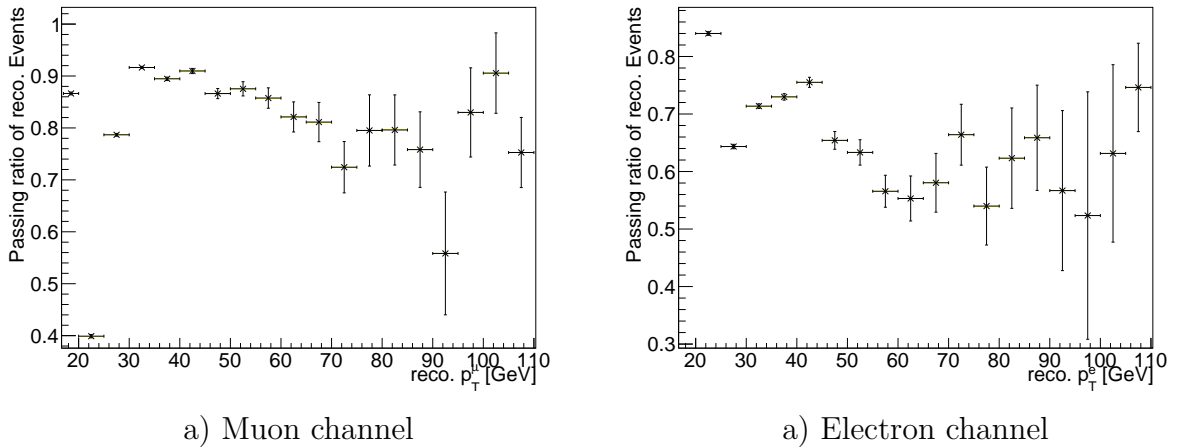 Passing ratio of reco. Events
1
0.9
0.8
0.7
0.6
0.5
0.4
20 30 40 50 60 70 80 90 100 110
reco. p_T^μ [GeV]
a) Muon channel
Passing ratio of reco. Events
0.8
0.7
0.6
0.5
0.4
0.3
20 30 40 50 60 70 80 90 100 110
reco. p_T^e [GeV]
a) Electron channel